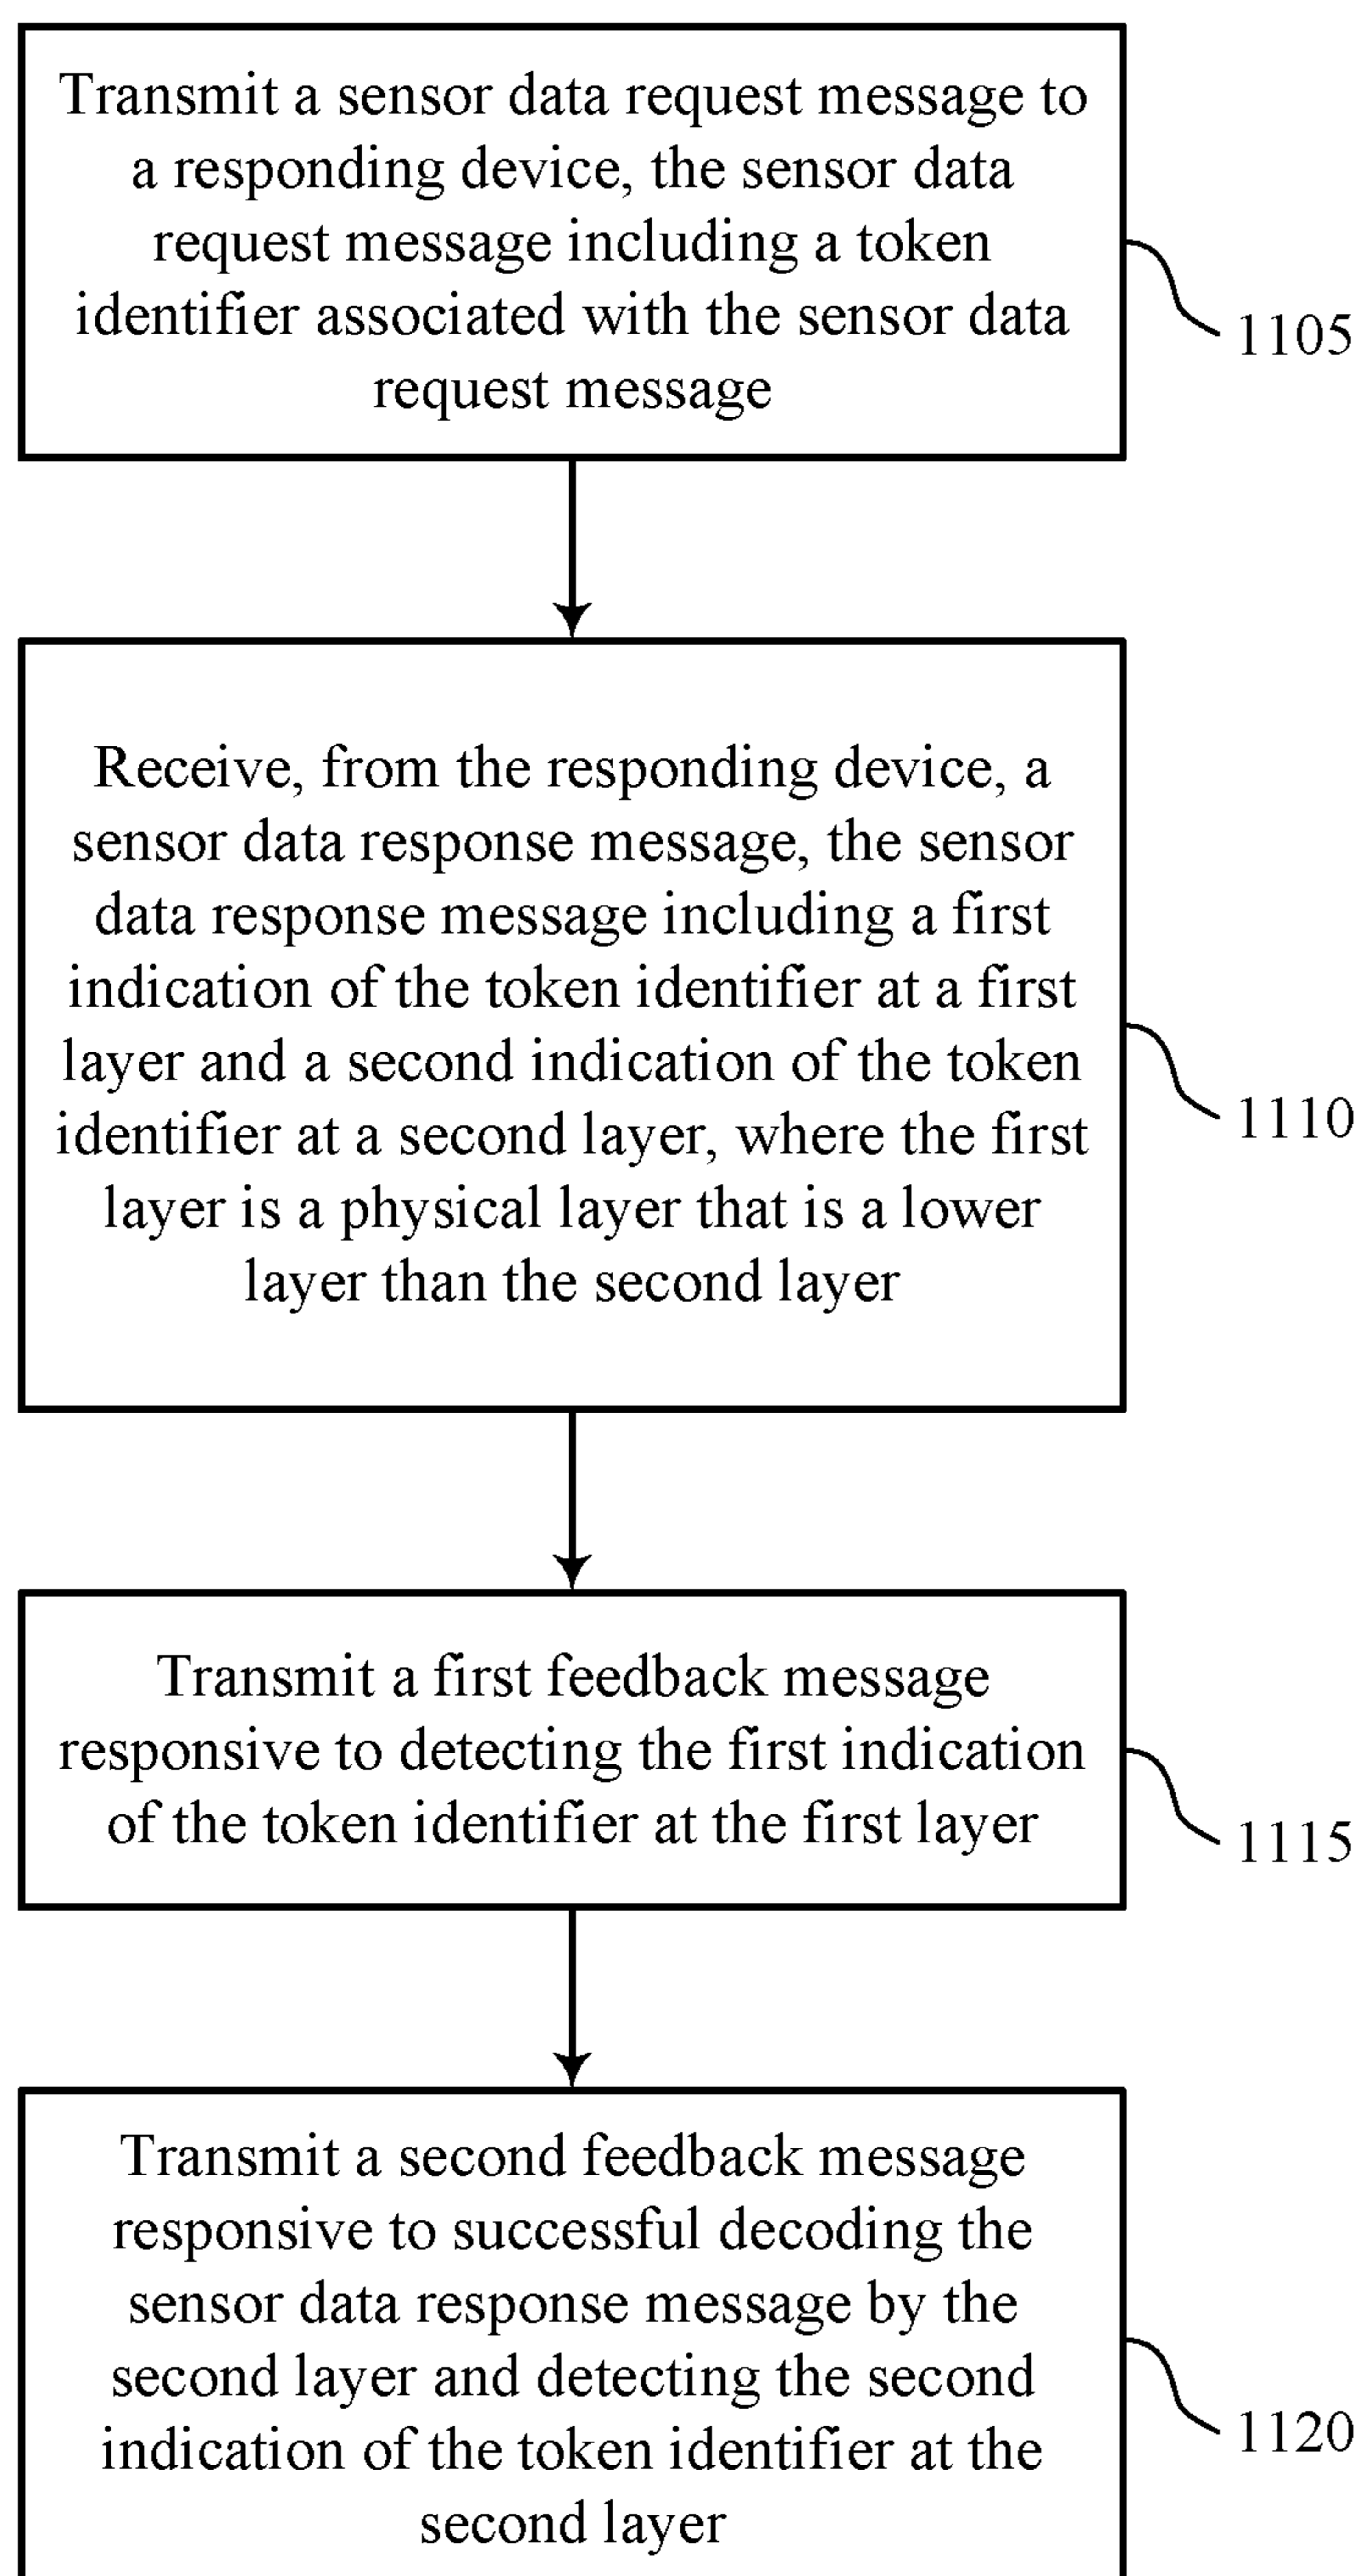 Transmit a sensor data request message to
a responding device, the sensor data
request message including a token
identifier associated with the sensor data
request message
1105
Receive, from the responding device, a
sensor data response message, the sensor
data response message including a first
indication of the token identifier at a first
layer and a second indication of the token
identifier at a second layer, where the first
layer is a physical layer that is a lower
layer than the second layer
1110
Transmit a first feedback message
responsive to detecting the first indication
of the token identifier at the first layer
1115
Transmit a second feedback message
responsive to successful decoding the
sensor data response message by the
second layer and detecting the second
indication of the token identifier at the
second layer
1120